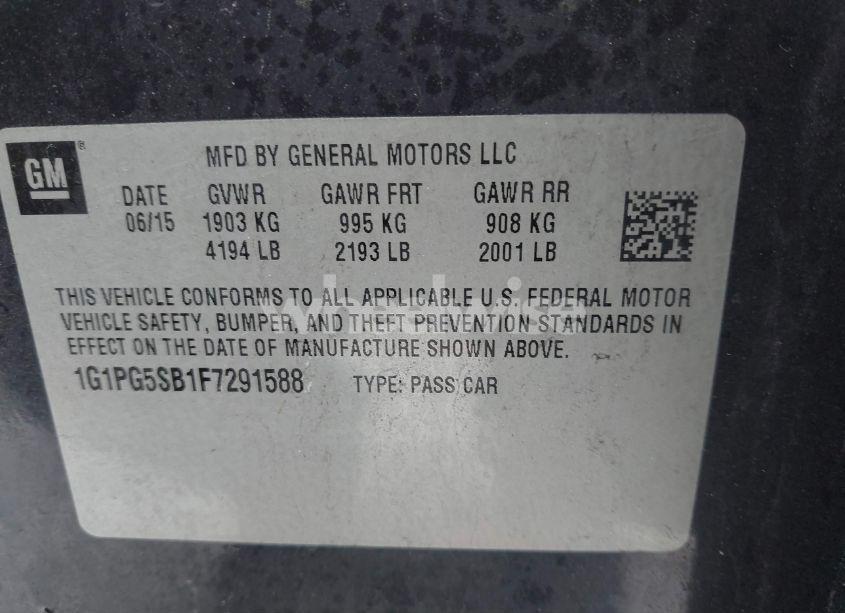 GM®
MFD BY GENERAL MOTORS LLC
DATE GVWR GAWR FRT GAWR RR
06/15 1903 KG 995 KG 908 KG
4194 LB 2193 LB 2001 LB
THIS VEHICLE CONFORMS TO ALL APPLICABLE U.S. FEDERAL MOTOR
VEHICLE SAFETY, BUMPER, AND THEFT PREVENTION STANDARDS IN
EFFECT ON THE DATE OF MANUFACTURE SHOWN ABOVE.
1G1PG5SB1F7291588 TYPE: PASS CAR